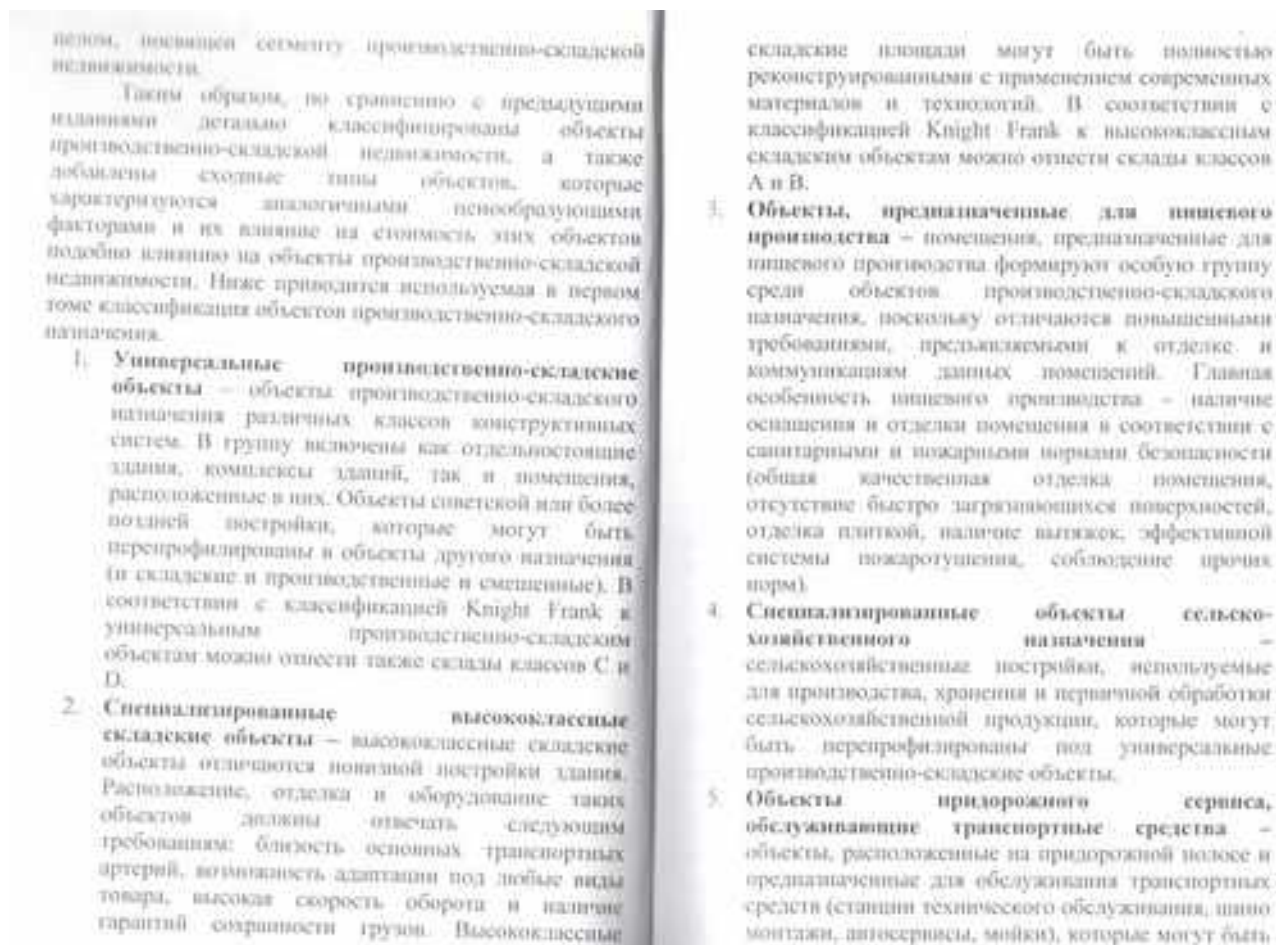 целом, посвящен сегменту производственно-складской
недвижимости.
Таким образом, по сравнению с предыдущими
изданиями детально классифицированы объекты
производственно-складской недвижимости, а также
добавлены сходные типы объектов, которые
характеризуются аналогичными ценообразующими
факторами и их влияние на стоимость этих объектов
подобно влиянию на объекты производственно-складской
недвижимости. Ниже приводится используемая в первом
томе классификация объектов производственно-складского
назначения.
1. Универсальные производственно-складские
объекты – объекты производственно-складского
назначения различных классов конструктивных
систем. В группу включены как отдельностоящие
здания, комплексы зданий, так и помещения,
расположенные в них. Объекты советской или более
поздней постройки, которые могут быть
перепрофилированы в объекты другого назначения
(и складские и производственные и смешенные). В
соответствии с классификацией Knight Frank к
универсальным производственно-складским
объектам можно отнести также склады классов С и
D.
2. Специализированные высококлассные
складские объекты – высококлассные складские
объекты отличаются новизной постройки здания.
Расположение, отделка и оборудование таких
объектов должны отвечать следующим
требованиям: близость основных транспортных
артерий, возможность адаптации под любые виды
товара, высокая скорость оборота и наличие
гарантий сохранности грузов. Высококлассные
складские площади могут быть полностью
реконструированными с применением современных
материалов и технологий. В соответствии с
классификацией Knight Frank к высококлассным
складским объектам можно отнести склады классов
А и В.
3. Объекты, предназначенные для пищевого
производства – помещения, предназначенные для
пищевого производства формируют особую группу
среди объектов производственно-складского
назначения, поскольку отличаются повышенными
требованиями, предъявляемыми к отделке и
коммуникациям данных помещений. Главная
особенность пищевого производства – наличие
оснащения и отделки помещения в соответствии с
санитарными и пожарными нормами безопасности
(общая качественная отделка помещения,
отсутствие быстро загрязняющихся поверхностей,
отделка плиткой, наличие вытяжек, эффективной
системы пожаротушения, соблюдение прочих
норм).
4. Специализированные объекты сельско-
хозяйственного назначения –
сельскохозяйственные постройки, используемые
для производства, хранения и первичной обработки
сельскохозяйственной продукции, которые могут
быть перепрофилированы под универсальные
производственно-складские объекты.
5. Объекты придорожного сервиса,
обслуживающие транспортные средства –
объекты, расположенные на придорожной полосе и
предназначенные для обслуживания транспортных
средств (станции технического обслуживания, шино
монтажи, автосервисы, мойки), которые могут быть